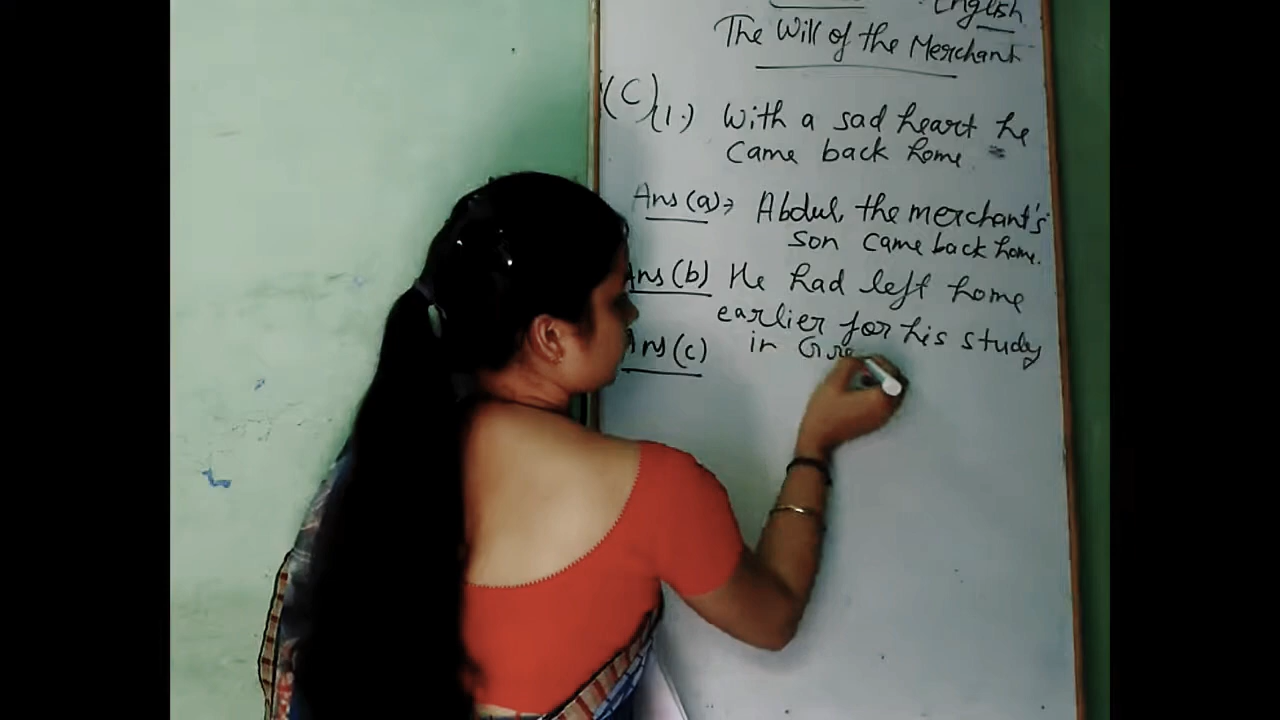 English
The Will of the Merchant
(C) (1.) With a sad heart he
came back home
Ans (a)⇒ Abdul, the merchant's
son came back home.
Ans (b) He had left home
earlier for his study
Ans (c) in Gre